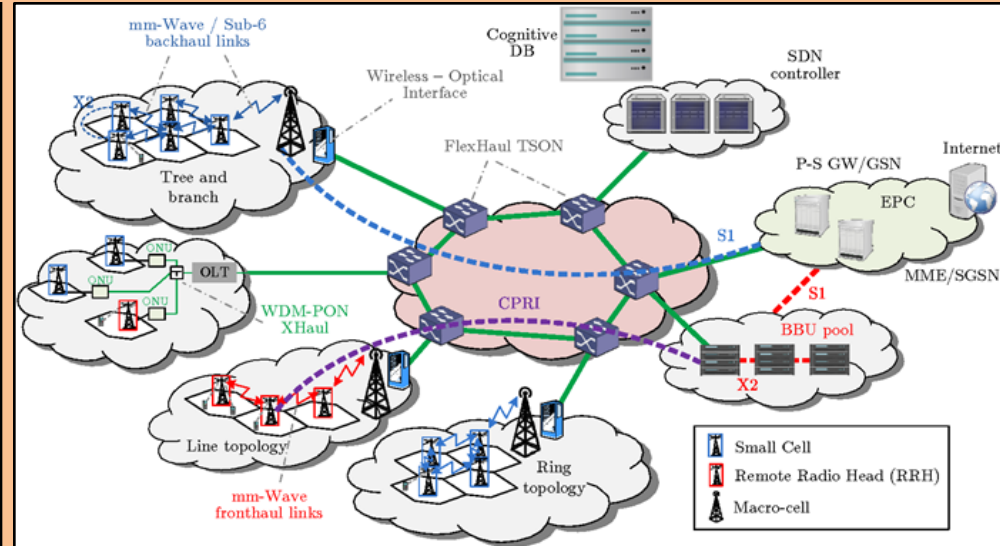 mm-Wave / Sub-6
backhaul links
Cognitive
DB
SDN
controller
Wireless – Optical
Interface
X2
FlexHaul TSON
Internet
P-S GW/GSN
Tree and
branch
EPC
S1
ONU
OLT
ONU
ONU
MME/SGSN
WDM-PON
XHaul
CPRI
S1
BBU pool
X2
Line topology
Ring
topology
mm-Wave
fronthaul links
Small Cell
Remote Radio Head (RRH)
Macro-cell